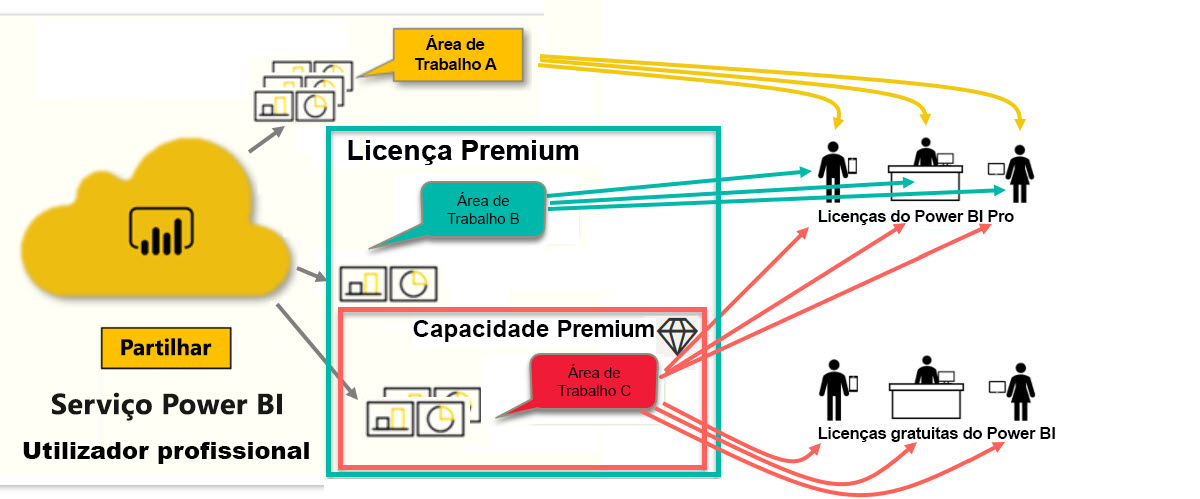 Área de
Trabalho A
Licença Premium
Área de
Trabalho B
Licenças do Power BI Pro
Capacidade Premium
Partilhar
Área de
Trabalho C
Serviço Power BI
Utilizador profissional
Licenças gratuitas do Power BI